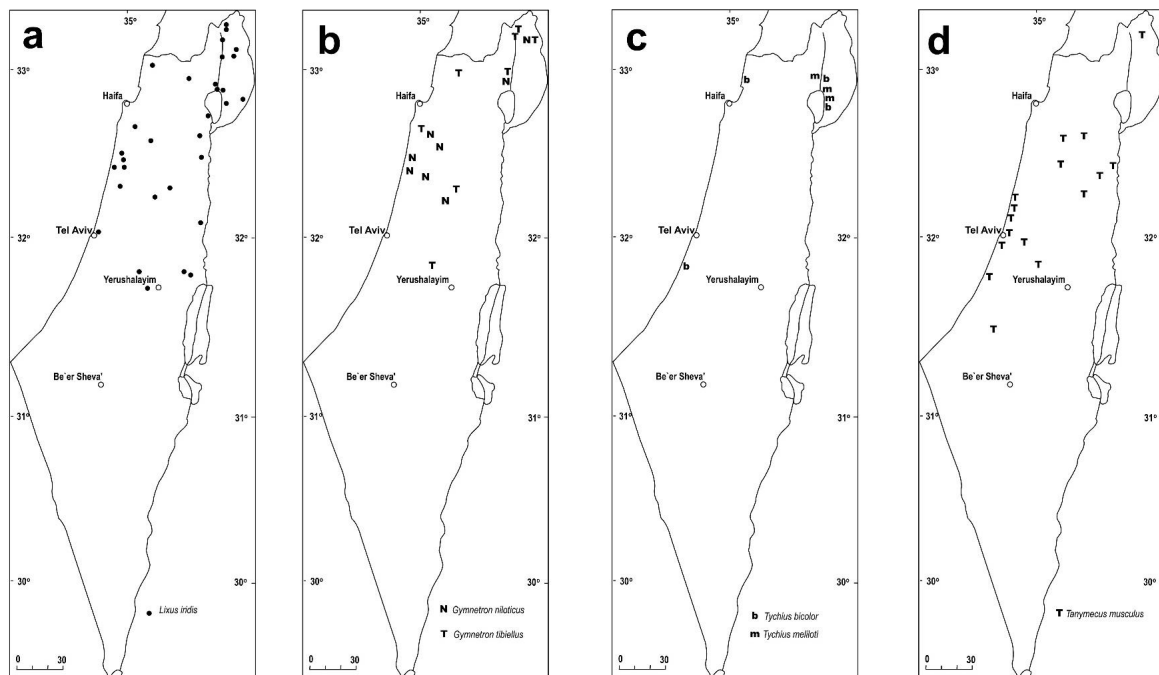 a
35°
33°
Haifa
Tel Aviv
32°
Yerushalayim
Be`er Sheva'
31°
30°
Lixus iridis
0 30
b
35°
T
T
N T
33°
T
T
N
Haifa
T
N
N
N
N
N
T
N
Tel Aviv
32°
T
Yerushalayim
Be`er Sheva'
31°
30°
N Gymnetron niloticus
T Gymnetron tibiellus
0 30
c
35°
33°
b
m b
m
m
b
Haifa
Tel Aviv
32°
b
Yerushalayim
Be`er Sheva'
31°
30°
b Tychius bicolor
m Tychius meliloti
0 30
d
35°
T
33°
Haifa
T
T
T
T
T
T
T
T
T
Tel Aviv
T
32°
T
T
T
T
Yerushalayim
T
Be`er Sheva'
31°
30°
T Tanymecus musculus
0 30